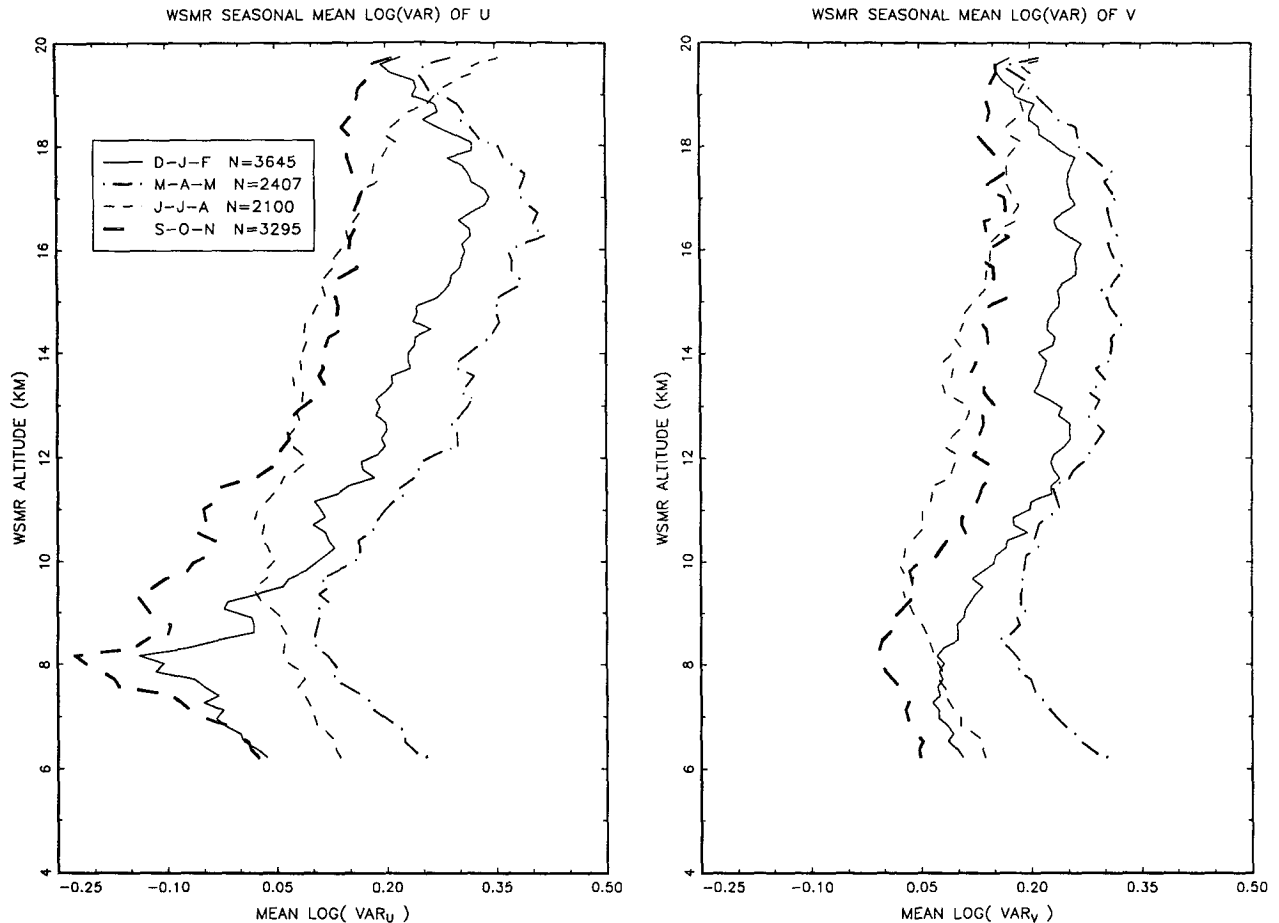 WSMR SEASONAL MEAN LOG(VAR) OF U
20
18
16
14
12
10
8
6
4
WSMR ALTITUDE (KM)
D-J-F N=3645
M-A-M N=2407
J-J-A N=2100
S-O-N N=3295
-0.25 -0.10 0.05 0.20 0.35 0.50
MEAN LOG( VAR_U )
WSMR SEASONAL MEAN LOG(VAR) OF V
20
18
16
14
12
10
8
6
4
WSMR ALTITUDE (KM)
-0.25 -0.10 0.05 0.20 0.35 0.50
MEAN LOG( VAR_V )